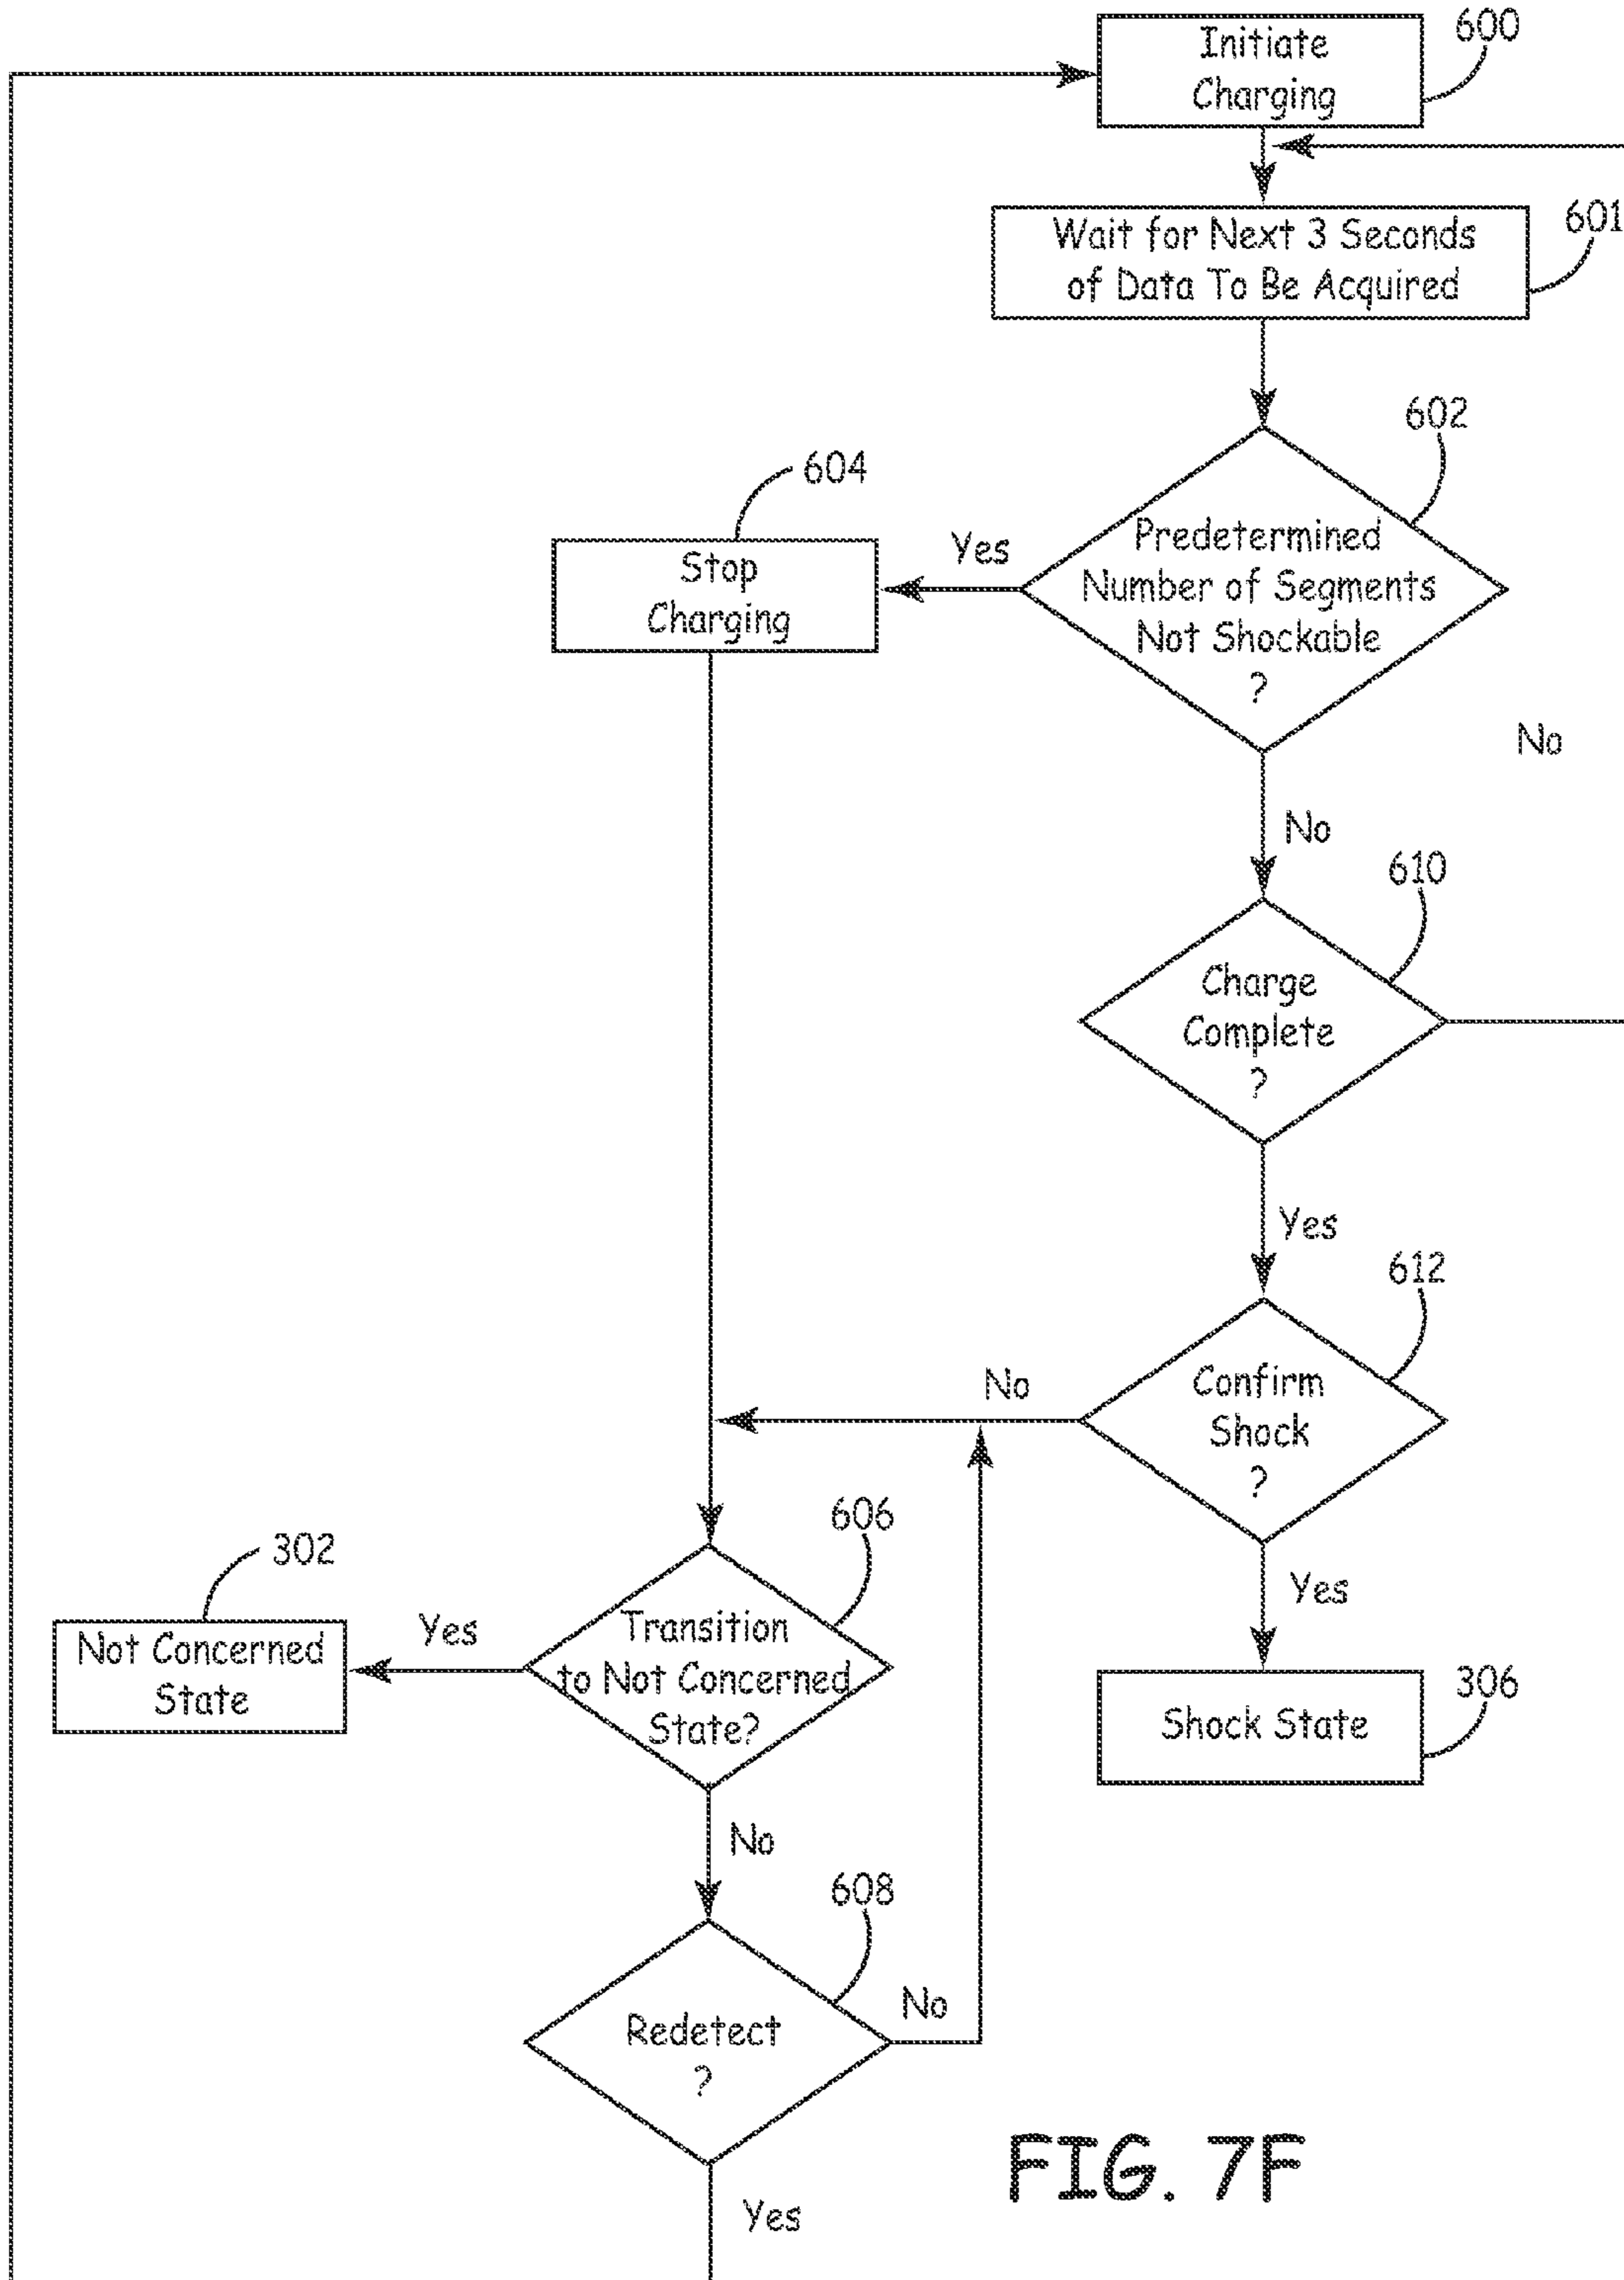 600
Initiate
Charging
601
Wait for Next 3 Seconds
of Data To Be Acquired
602
604
Predetermined
Number of Segments
Not Shockable
?
Yes
Stop
Charging
No
No
610
Charge
Complete
?
Yes
612
Confirm
Shock
?
No
606
302
Transition
to Not Concerned
State?
Yes
Not Concerned
State
Yes
306
Shock State
No
608
Redetect
?
No
Yes
FIG. 7F